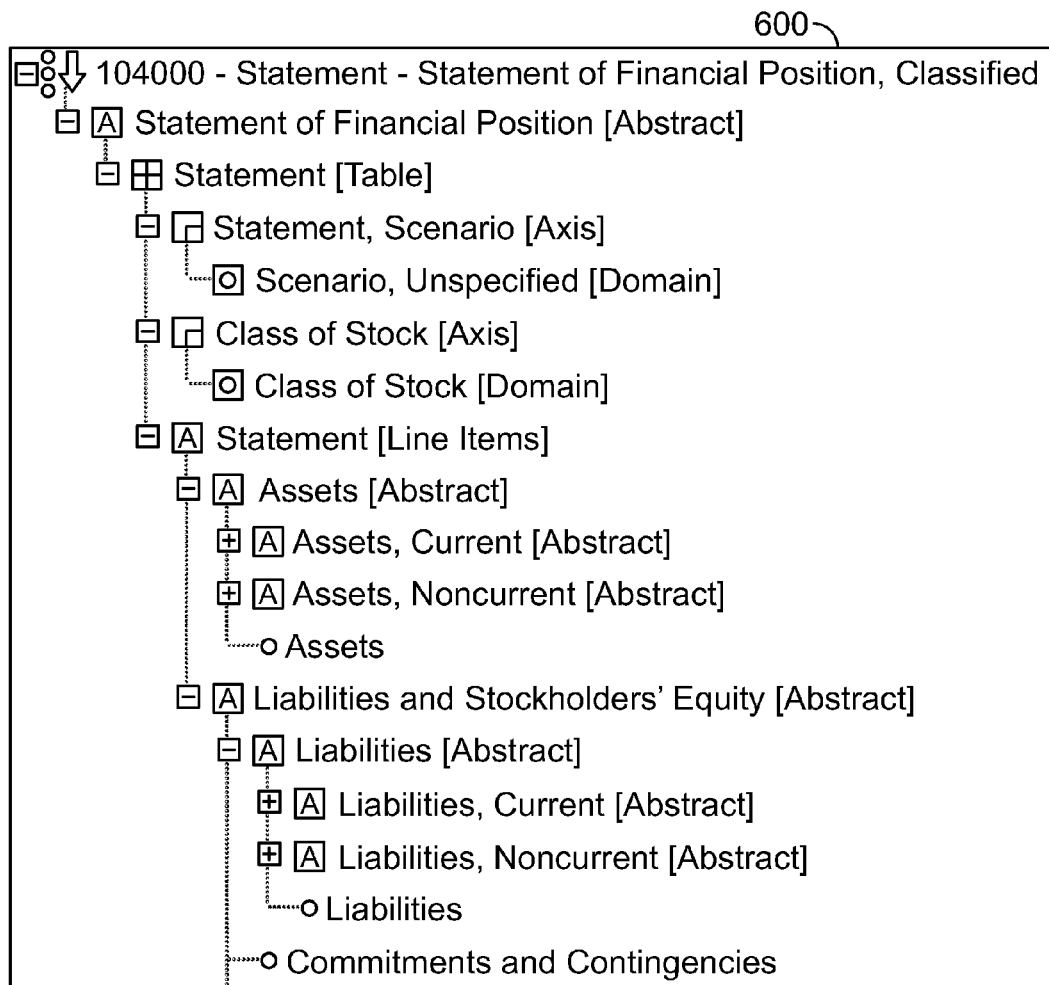 600
104000 - Statement - Statement of Financial Position, Classified
A Statement of Financial Position [Abstract]
Statement [Table]
Statement, Scenario [Axis]
Scenario, Unspecified [Domain]
Class of Stock [Axis]
Class of Stock [Domain]
A Statement [Line Items]
A Assets [Abstract]
A Assets, Current [Abstract]
A Assets, Noncurrent [Abstract]
Assets
A Liabilities and Stockholders’ Equity [Abstract]
A Liabilities [Abstract]
A Liabilities, Current [Abstract]
A Liabilities, Noncurrent [Abstract]
Liabilities
Commitments and Contingencies